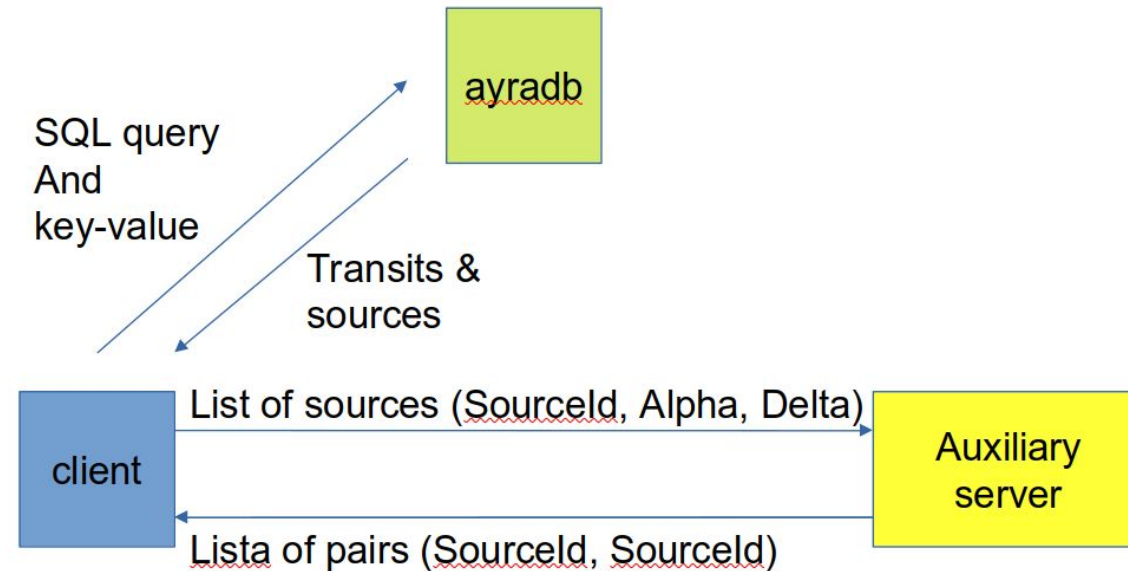 ayradb
SQL query
And
key-value
Transits &
sources
List of sources (SourceId, Alpha, Delta)
client
Auxiliary
server
Lista of pairs (SourceId, SourceId)